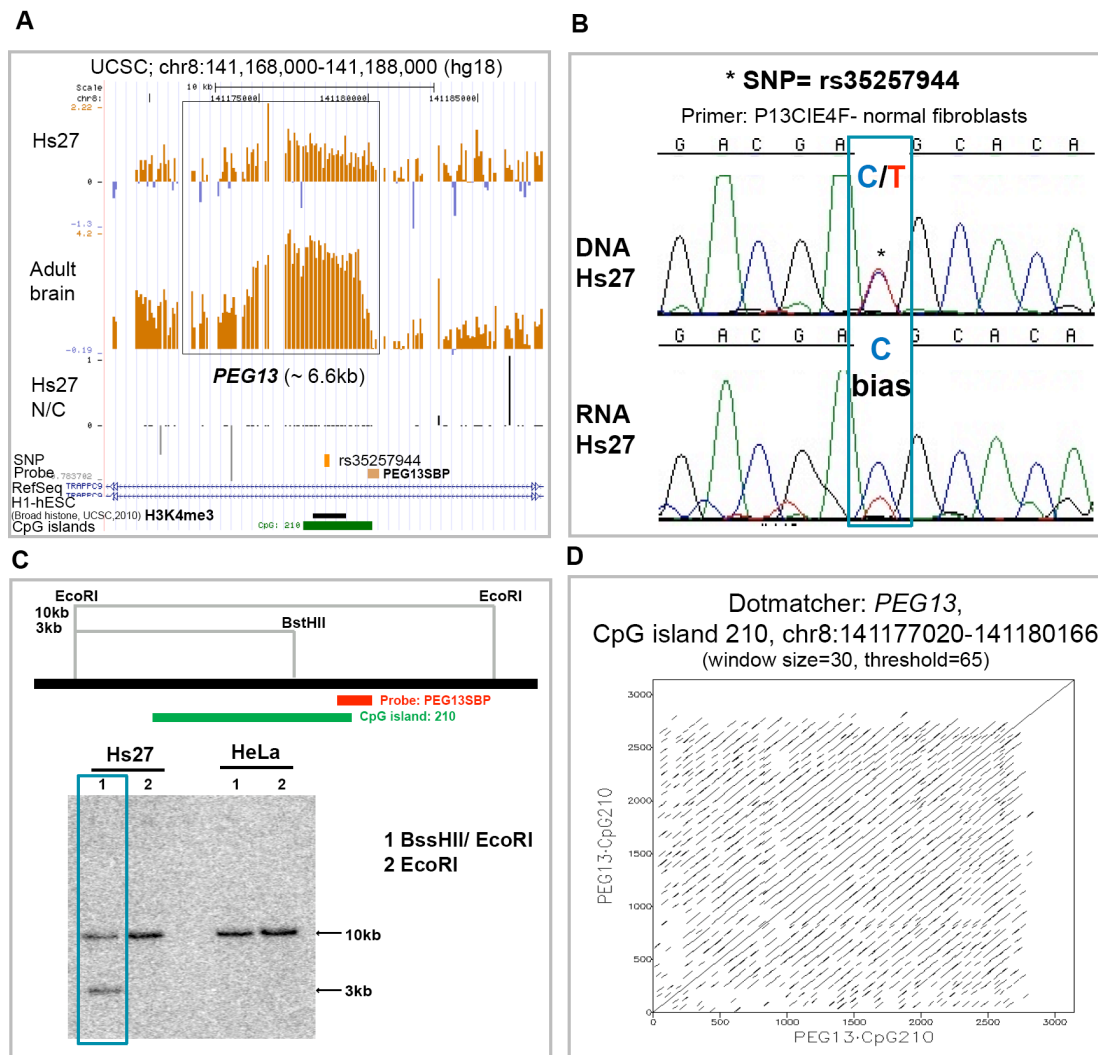 A
UCSC; chr8:141,168,000-141,188,000 (hg18)
Scale
10 kb
chr8:
141175000
141180000
141185000
2.22 _
Hs27
0 _
-1.3 _
4.2 _
Adult
brain
-0.19 _
1 _
PEG13 (~ 6.6kb)
Hs27
N/C
0 _
SNP
rs35257944
Probe
.783702 _
PEG13SBP
RefSeq
TRAPPC9
TRAPPC9
H1-hESC
(Broad histone, UCSC,2010) H3K4me3
CpG islands
CpG: 210
B
* SNP= rs35257944
Primer: P13CIE4F- normal fibroblasts
G A C G A G C A C A
C/T
DNA
Hs27
*
G A C G A G C A C A
C
bias
RNA
Hs27
C
EcoRI
EcoRI
10kb
3kb
BstHII
Probe: PEG13SBP
CpG island: 210
Hs27
HeLa
1 2 1 2
1 BssHII/ EcoRI
2 EcoRI
10kb
3kb
D
Dotmatcher: PEG13,
CpG island 210, chr8:141177020-141180166
(window size=30, threshold=65)
3000
2500
2000
1500
1000
500
0
PEG13·CpG210
0 500 1000 1500 2000 2500 3000
PEG13·CpG210